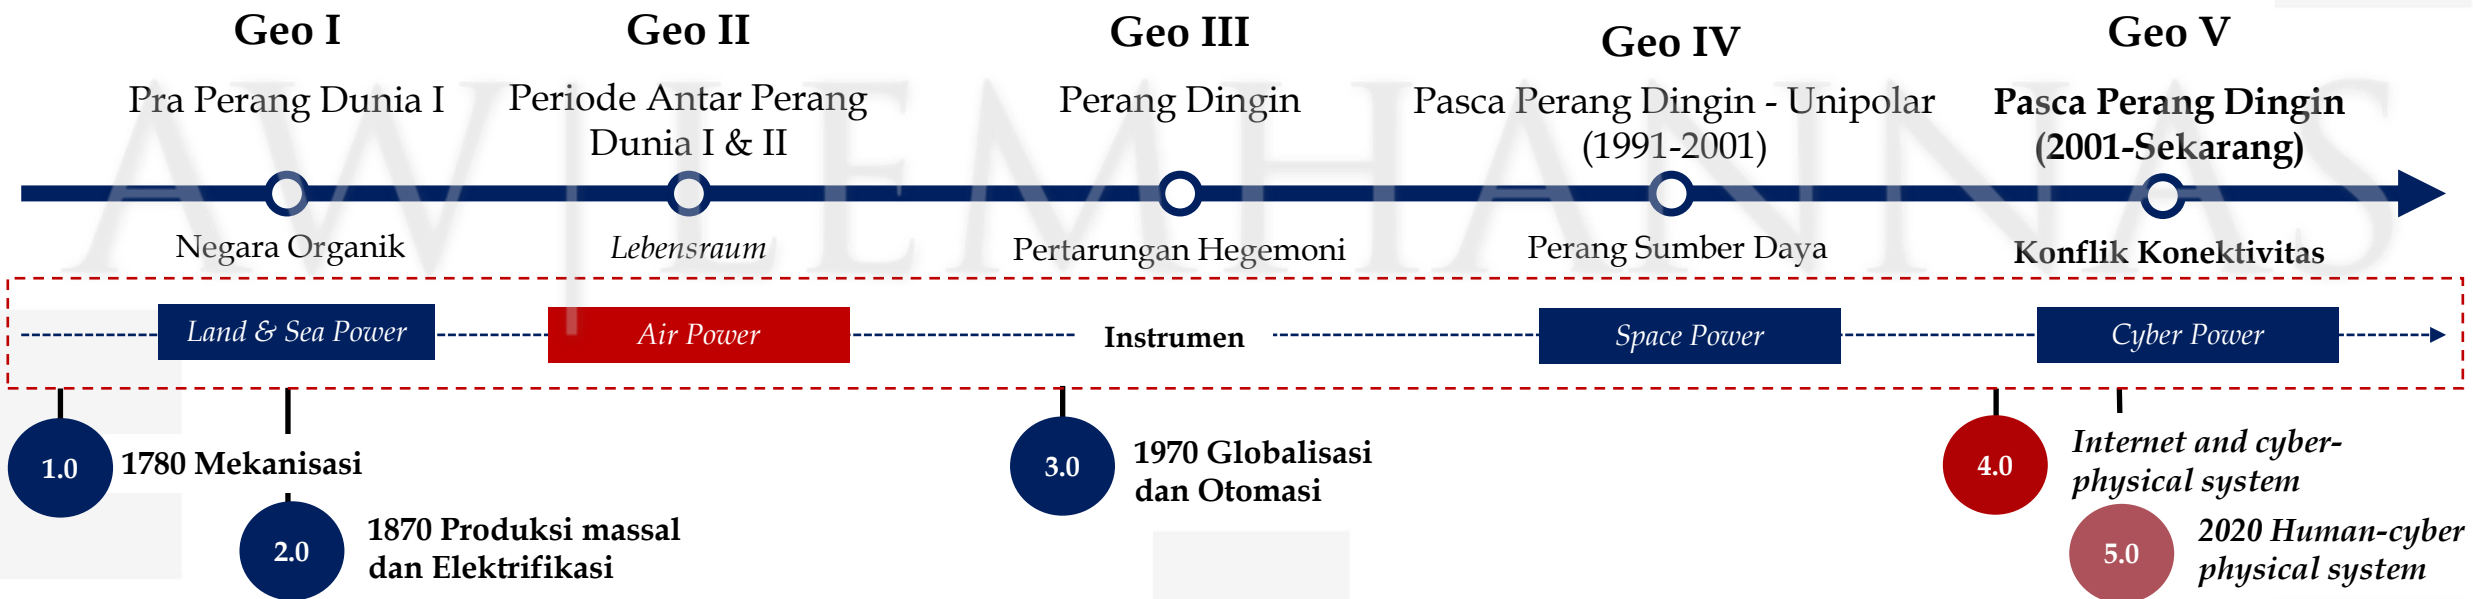 Geo I
Geo II
Geo III
Geo IV
Geo V
Pra Perang Dunia I
Periode Antar Perang
Dunia I & II
Perang Dingin
Pasca Perang Dingin - Unipolar
(1991-2001)
Pasca Perang Dingin
(2001-Sekarang)
AW|LEMHANNAS
Negara Organik
Lebensraum
Pertarungan Hegemoni
Perang Sumber Daya
Konflik Konektivitas
Land & Sea Power
Air Power
Instrumen
Space Power
Cyber Power
1.0
1780 Mekanisasi
2.0
1870 Produksi massal
dan Elektrifikasi
3.0
1970 Globalisasi
dan Otomasi
4.0
Internet and cyber-
physical system
5.0
2020 Human-cyber
physical system